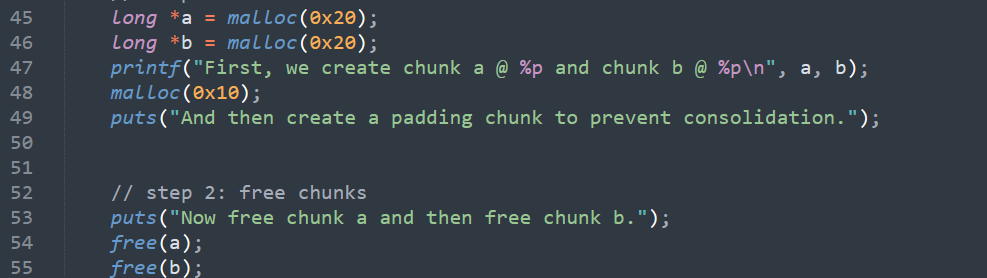 45 long *a = malloc(0x20);
46 long *b = malloc(0x20);
47 printf("First, we create chunk a @ %p and chunk b @ %p\n", a, b);
48 malloc(0x10);
49 puts("And then create a padding chunk to prevent consolidation.");
50
51
52 // step 2: free chunks
53 puts("Now free chunk a and then free chunk b.");
54 free(a);
55 free(b);